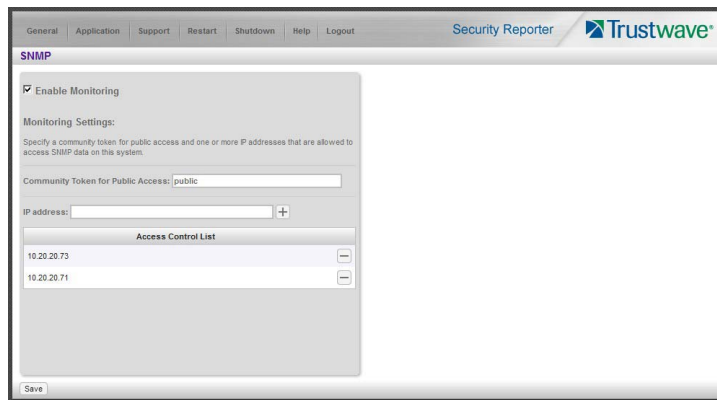 General Application Support Restart Shutdown Help Logout Security Reporter Trustwave®
SNMP
Enable Monitoring
Monitoring Settings:
Specify a community token for public access and one or more IP addresses that are allowed to
access SNMP data on this system.
Community Token for Public Access: public
IP address:
Access Control List
10.20.20.73
10.20.20.71
Save